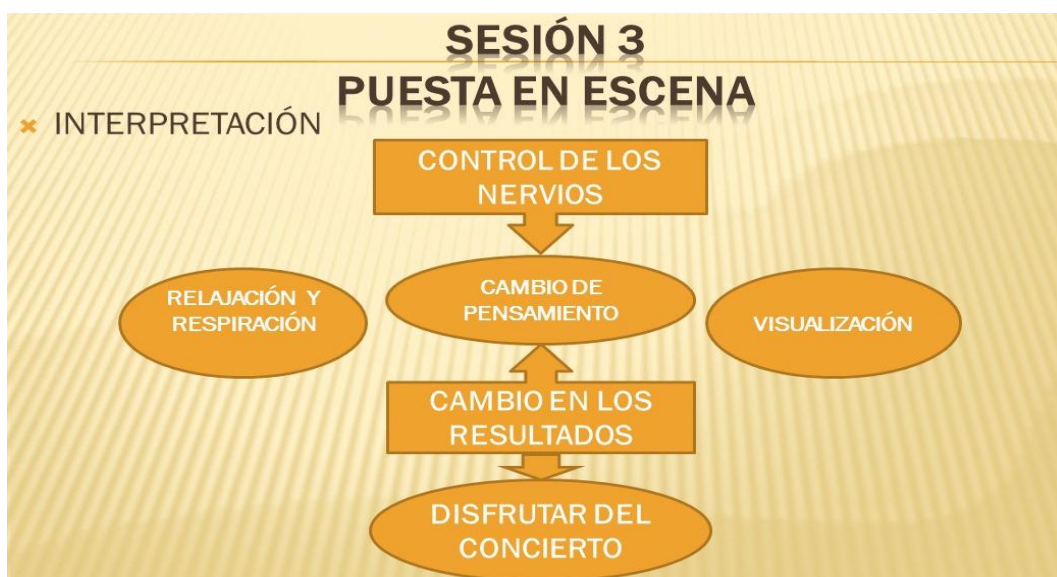 SESIÓN 3
PUESTA EN ESCENA
INTERPRETACIÓN
CONTROL DE LOS
NERVIOS
RELAJACIÓN Y
RESPIRACIÓN
CAMBIO DE
PENSAMIENTO
VISUALIZACIÓN
CAMBIO EN LOS
RESULTADOS
DISFRUTAR DEL
CONCIERTO